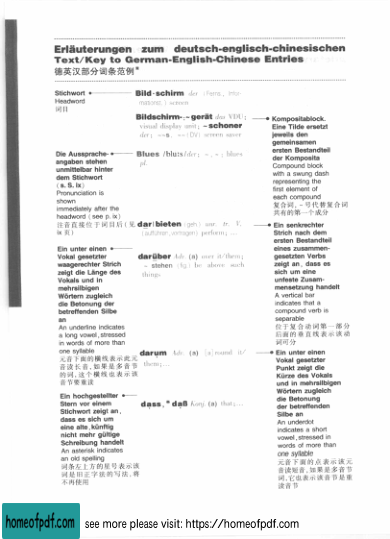 Erläuterungen zum deutsch-englisch-chinesischen
Text/Key to German-English-Chinese Entries
德英汉部分词条范例*
Stichwort
Headword
词目
Die Aussprache-
angaben stehen
unmittelbar hinter
dem Stichwort
(s. S. ix)
Pronunciation is
shown
immediately after the
headword (see p. ix)
注音直接位于词目后(见
ix 页)
Ein unter einen
Vokal gesetzter
waagerechter Strich
zeigt die Länge des
Vokals und in
mehrsilbigen
Wörtern zugleich
die Betonung der
betreffenden Silbe
an
An underline indicates
a long vowel, stressed
in words of more than
one syllable
元音下面的横线表示此元
音读长音,如果是多音节
的词,这个横线也表示该
音节要重读
Ein hochgestellter
Stern vor einem
Stichwort zeigt an,
dass es sich um
eine alte, künftig
nicht mehr gültige
Schreibung handelt
An asterisk indicates
an old spelling
词条左上方的星号表示该
词是旧正字法的写法,将
不再使用
Bild·schirm der
screen
Bildschirm-, -gerät das VDU;
visual display unit; -schoner
der; screen saver
Blues /blu:s/ der; -, -; blues
pl.
dar|bieten unr. tr. V.
(aufführen, vortragen) perform; ...
darüber Adv. (a) over it/them;
- stehen (fig.) be above such
things
darum Adv. (a) round it/
them; ...
dass, * daß Konj. (a) that; ...
Kompositablock.
Eine Tilde ersetzt
jeweils den
gemeinsamen
ersten Bestandteil
der Komposita
Compound block
with a swung dash
representing the
first element of
each compound
复合词,~号代替复合词
共有的第一个成分
Ein senkrechter
Strich nach dem
ersten Bestandteil
eines zusammen-
gesetzten Verbs
zeigt an, dass es
sich um eine
unfeste Zusam-
mensetzung handelt
A vertical bar
indicates that a
compound verb is
separable
位于复合动词第一部分
后面的垂直线表示该动
词可分
Ein unter einen
Vokal gesetzter
Punkt zeigt die
Kürze des Vokals
und in mehrsilbigen
Wörtern zugleich
die Betonung
der betreffenden
Silbe an
An underdot
indicates a short
vowel, stressed in
words of more than
one syllable
元音下面的点表示该元
音读短音,如果是多音节
词,它也表示该音节是重
读音节
homeofpdf.com
see more please visit: https://homeofpdf.com